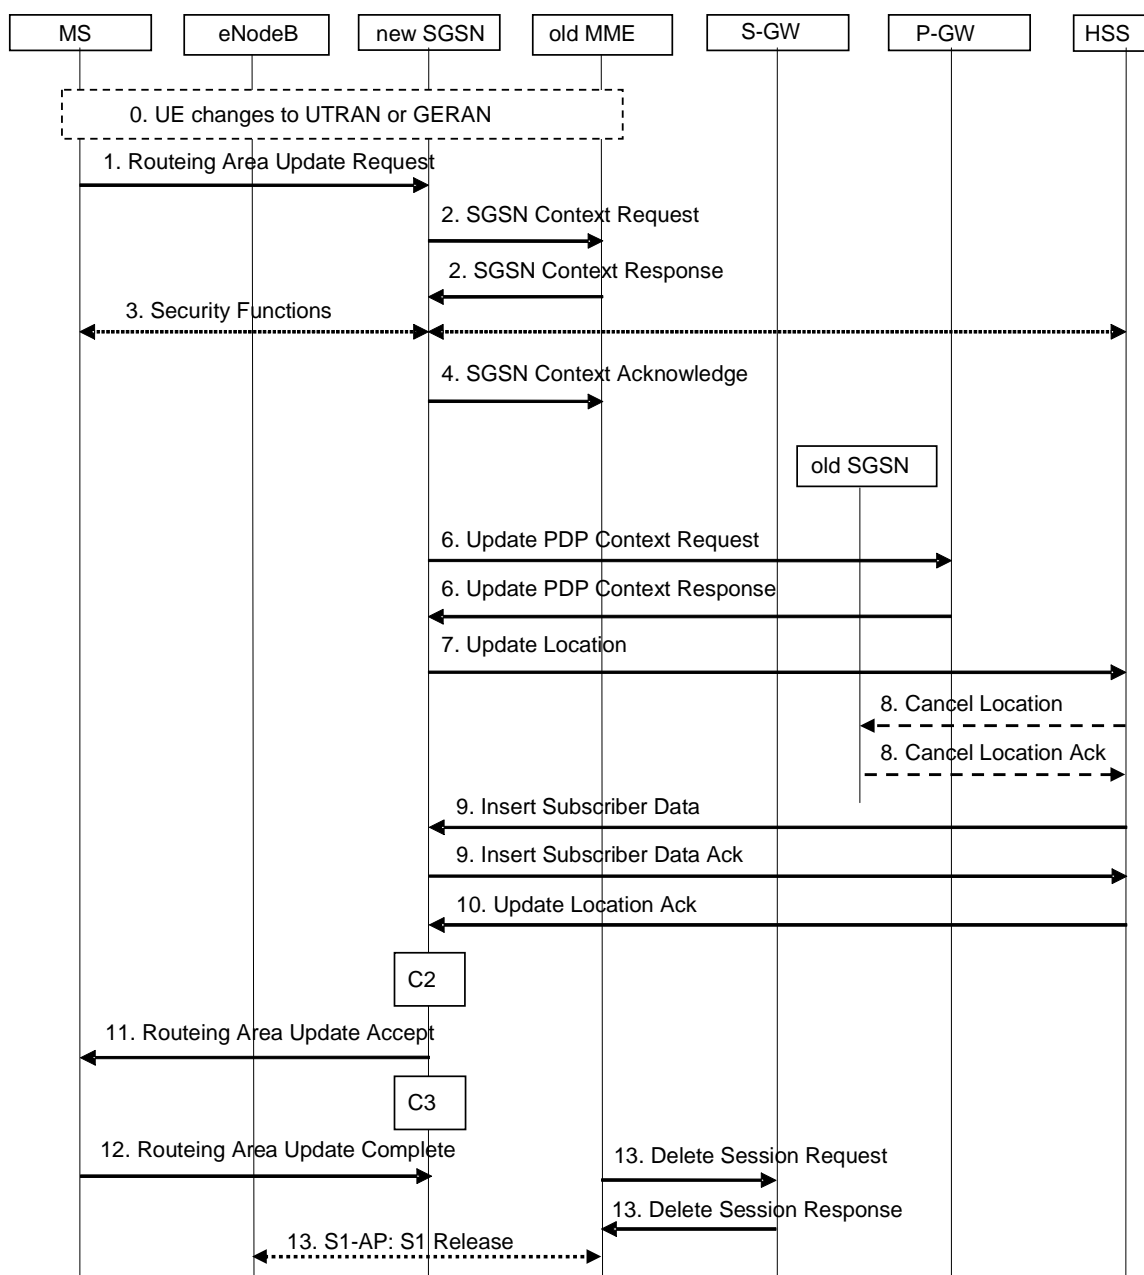 MS
eNodeB
new SGSN
old MME
S-GW
P-GW
HSS
0. UE changes to UTRAN or GERAN
1. Routeing Area Update Request
2. SGSN Context Request
2. SGSN Context Response
3. Security Functions
4. SGSN Context Acknowledge
old SGSN
6. Update PDP Context Request
6. Update PDP Context Response
7. Update Location
8. Cancel Location
8. Cancel Location Ack
9. Insert Subscriber Data
9. Insert Subscriber Data Ack
10. Update Location Ack
C2
11. Routeing Area Update Accept
C3
12. Routeing Area Update Complete
13. Delete Session Request
13. Delete Session Response
13. S1-AP: S1 Release